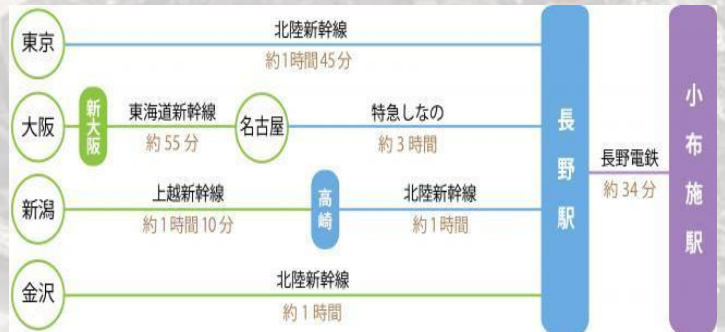 東京
北陸新幹線
約1時間45分
大阪
新大阪
東海道新幹線
約55分
名古屋
特急しなの
約3時間
新潟
上越新幹線
約1時間10分
高崎
北陸新幹線
約1時間
金沢
北陸新幹線
約1時間
長野駅
長野電鉄
約34分
小布施駅